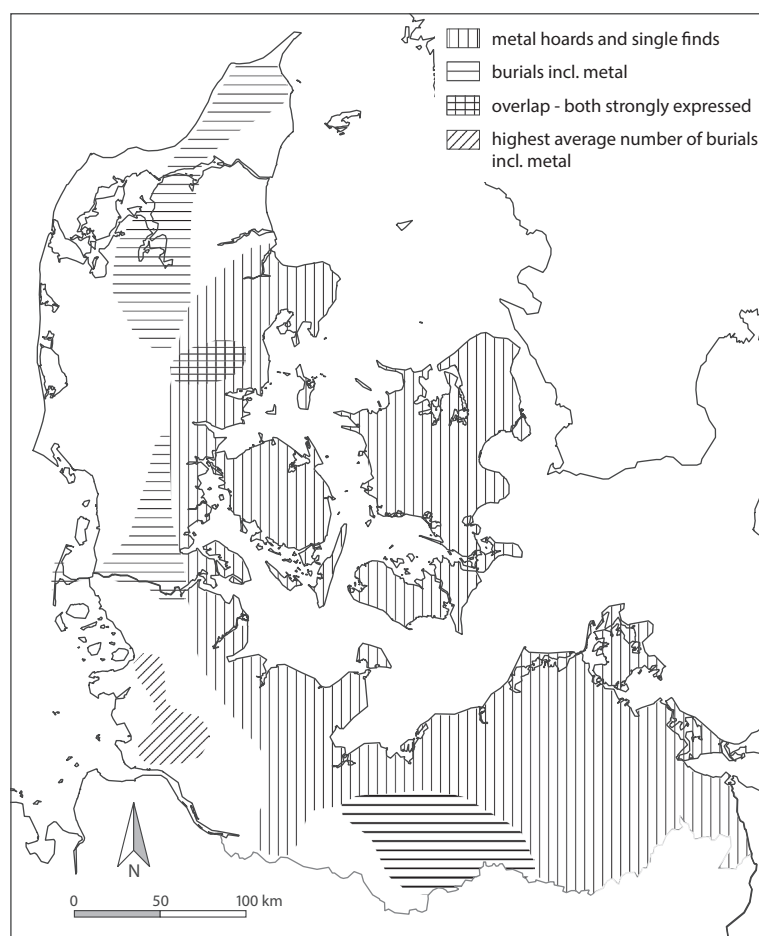 metal hoards and single finds
burials incl. metal
overlap - both strongly expressed
highest average number of burials
incl. metal
N
0 50 100 km